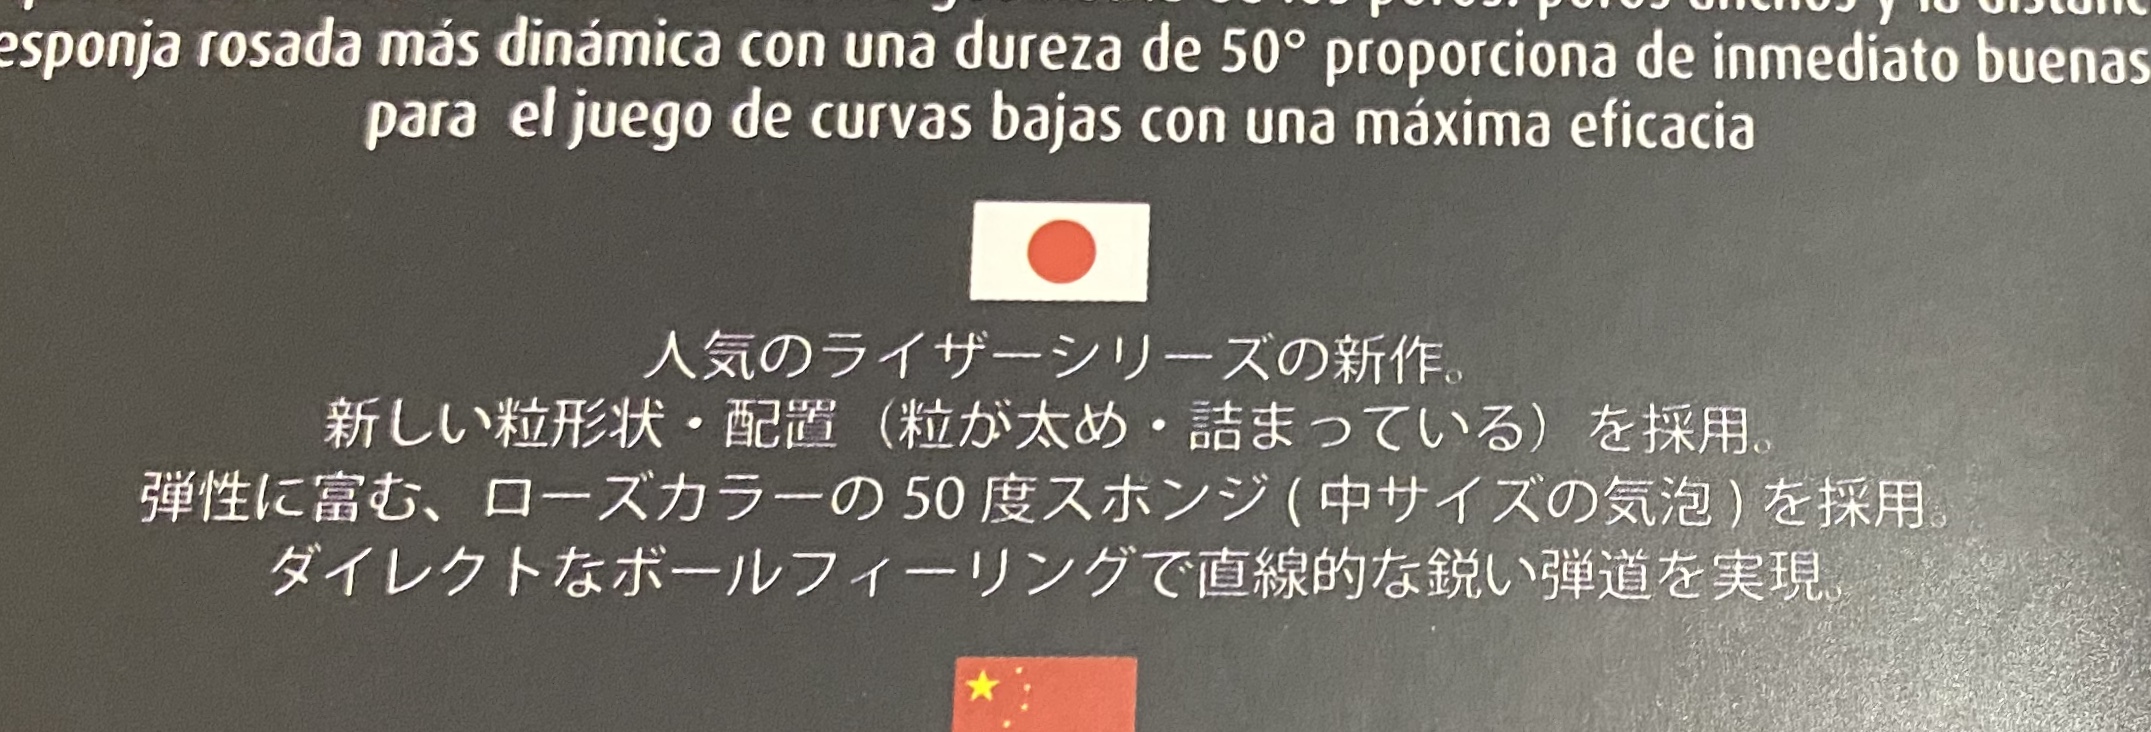 esponja rosada más dinámica con una dureza de 50° proporciona de inmediato buenas
para el juego de curvas bajas con una máxima eficacia
人気のライザーシリーズの新作。
新しい粒形状・配置（粒が太め・詰まっている）を採用。
弾性に富む、ローズカラーの 50 度スポンジ ( 中サイズの気泡 ) を採用。
ダイレクトなボールフィーリングで直線的な鋭い弾道を実現。